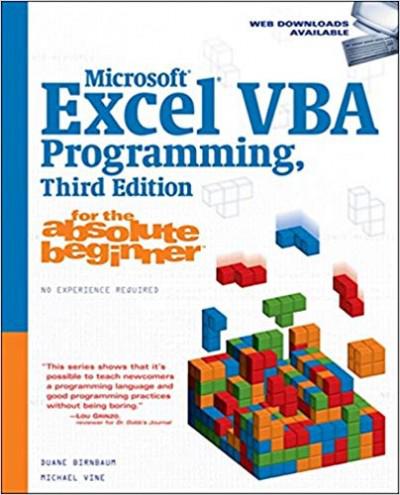 WEB DOWNLOADS
AVAILABLE
Microsoft®
Excel® VBA
Programming,
Third Edition
for the
absolute
beginner™
NO EXPERIENCE REQUIRED
"This series shows that it's
possible to teach newcomers
a programming language and
good programming practices
without being boring."
—LOU GRINZO,
reviewer for Dr. Dobb's Journal
DUANE BIRNBAUM
MICHAEL VINE